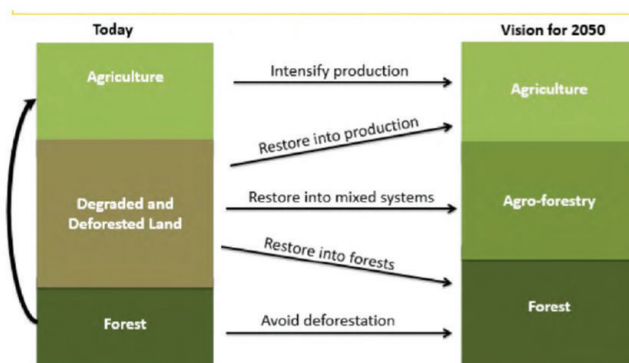 Today
Vision for 2050
Agriculture
Intensify production
Agriculture
Restore into production
Degraded and
Deforested Land
Restore into mixed systems
Agro-forestry
Restore into forests
Forest
Avoid deforestation
Forest